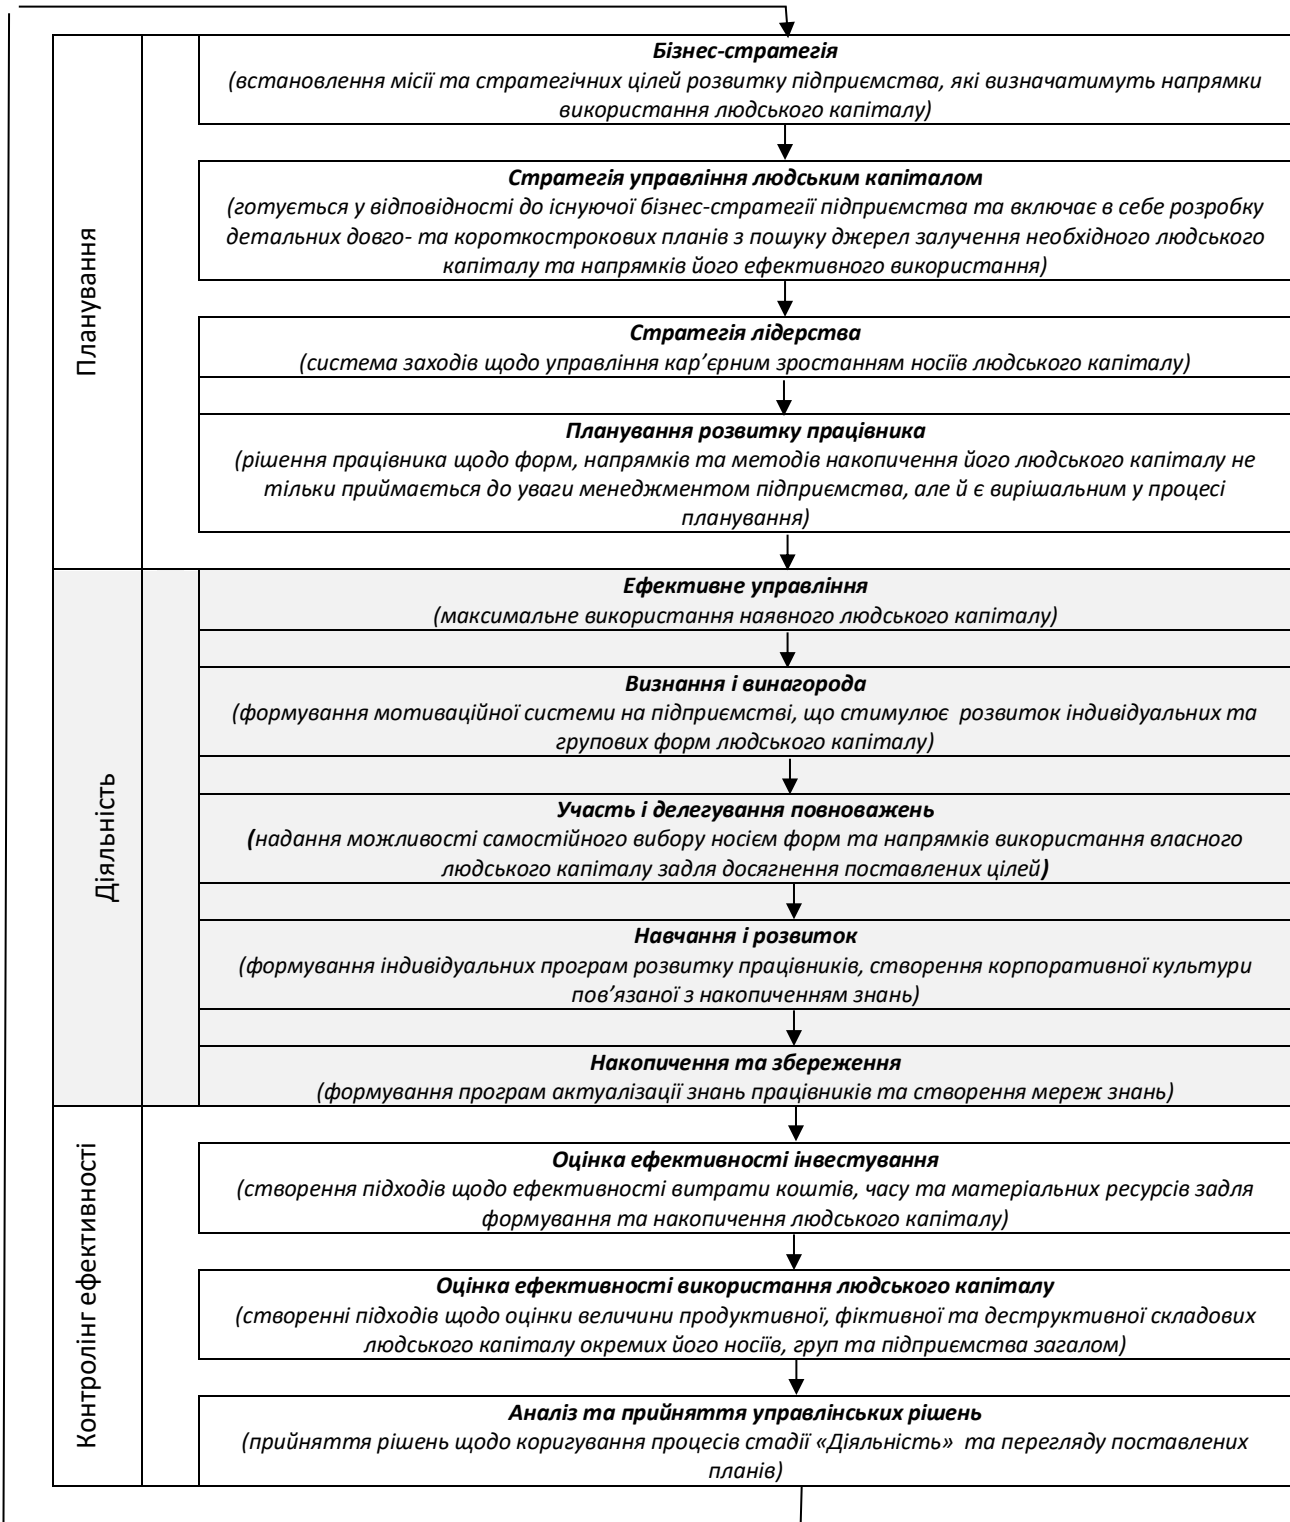 Планування
Бізнес-стратегія
(встановлення місії та стратегічних цілей розвитку підприємства, які визначатимуть напрямки
використання людського капіталу)
Стратегія управління людським капіталом
(готується у відповідності до існуючої бізнес-стратегії підприємства та включає в себе розробку
детальних довго- та короткострокових планів з пошуку джерел залучення необхідного людського
капіталу та напрямків його ефективного використання)
Стратегія лідерства
(система заходів щодо управління кар’єрним зростанням носіїв людського капіталу)
Планування розвитку працівника
(рішення працівника щодо форм, напрямків та методів накопичення його людського капіталу не
тільки приймається до уваги менеджментом підприємства, але й є вирішальним у процесі
планування)
Діяльність
Ефективне управління
(максимальне використання наявного людського капіталу)
Визнання і винагорода
(формування мотиваційної системи на підприємстві, що стимулює розвиток індивідуальних та
групових форм людського капіталу)
Участь і делегування повноважень
(надання можливості самостійного вибору носієм форм та напрямків використання власного
людського капіталу задля досягнення поставлених цілей)
Навчання і розвиток
(формування індивідуальних програм розвитку працівників, створення корпоративної культури
пов’язаної з накопиченням знань)
Накопичення та збереження
(формування програм актуалізації знань працівників та створення мереж знань)
Контролінг ефективності
Оцінка ефективності інвестування
(створення підходів щодо ефективності витрати коштів, часу та матеріальних ресурсів задля
формування та накопичення людського капіталу)
Оцінка ефективності використання людського капіталу
(створенні підходів щодо оцінки величини продуктивної, фіктивної та деструктивної складових
людського капіталу окремих його носіїв, груп та підприємства загалом)
Аналіз та прийняття управлінських рішень
(прийняття рішень щодо коригування процесів стадії «Діяльність» та перегляду поставлених
планів)